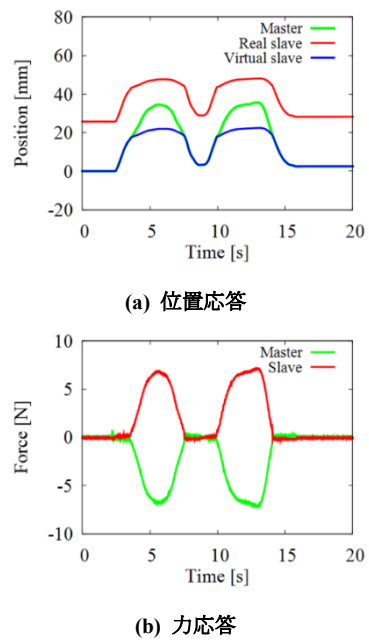 80
60
40
20
0
-20
Position [mm]
Master
Real slave
Virtual slave
0 5 10 15 20
Time [s]
(a) 位置応答
10
5
0
-5
-10
Force [N]
Master
Slave
0 5 10 15 20
Time [s]
(b) 力応答